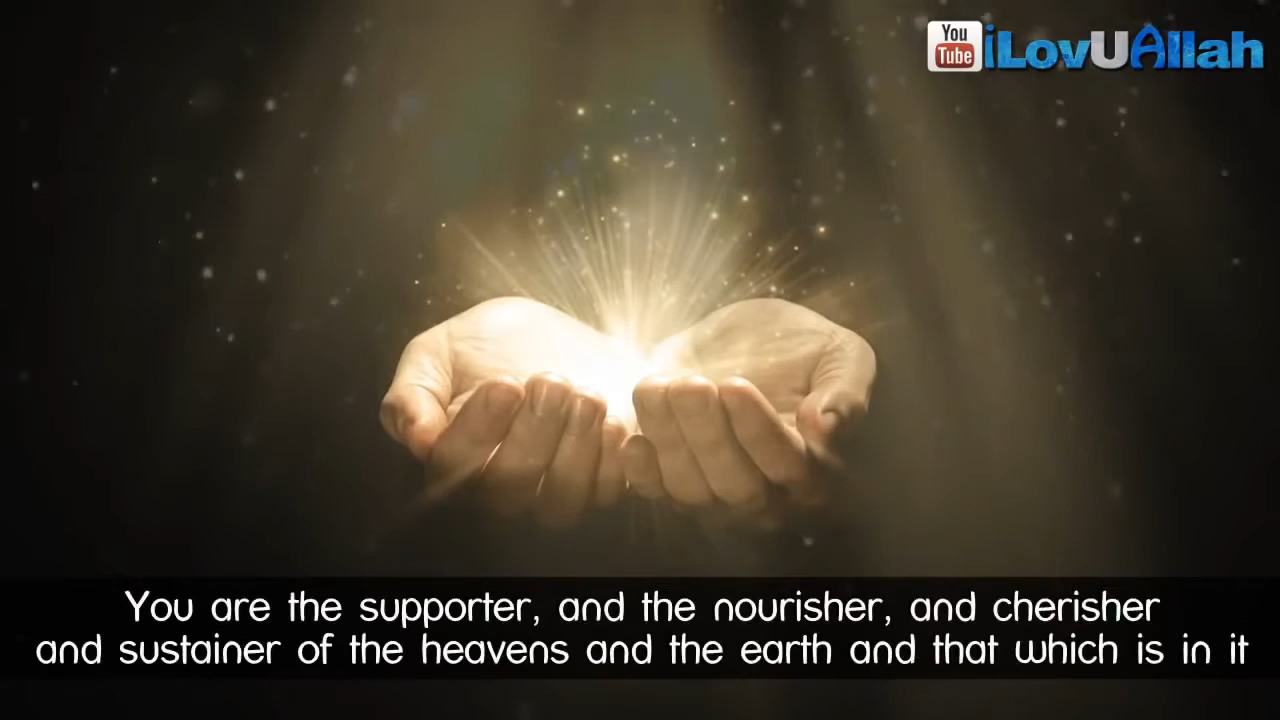 You Tube iLovUAllah
You are the supporter, and the nourisher, and cherisher
and sustainer of the heavens and the earth and that which is in it